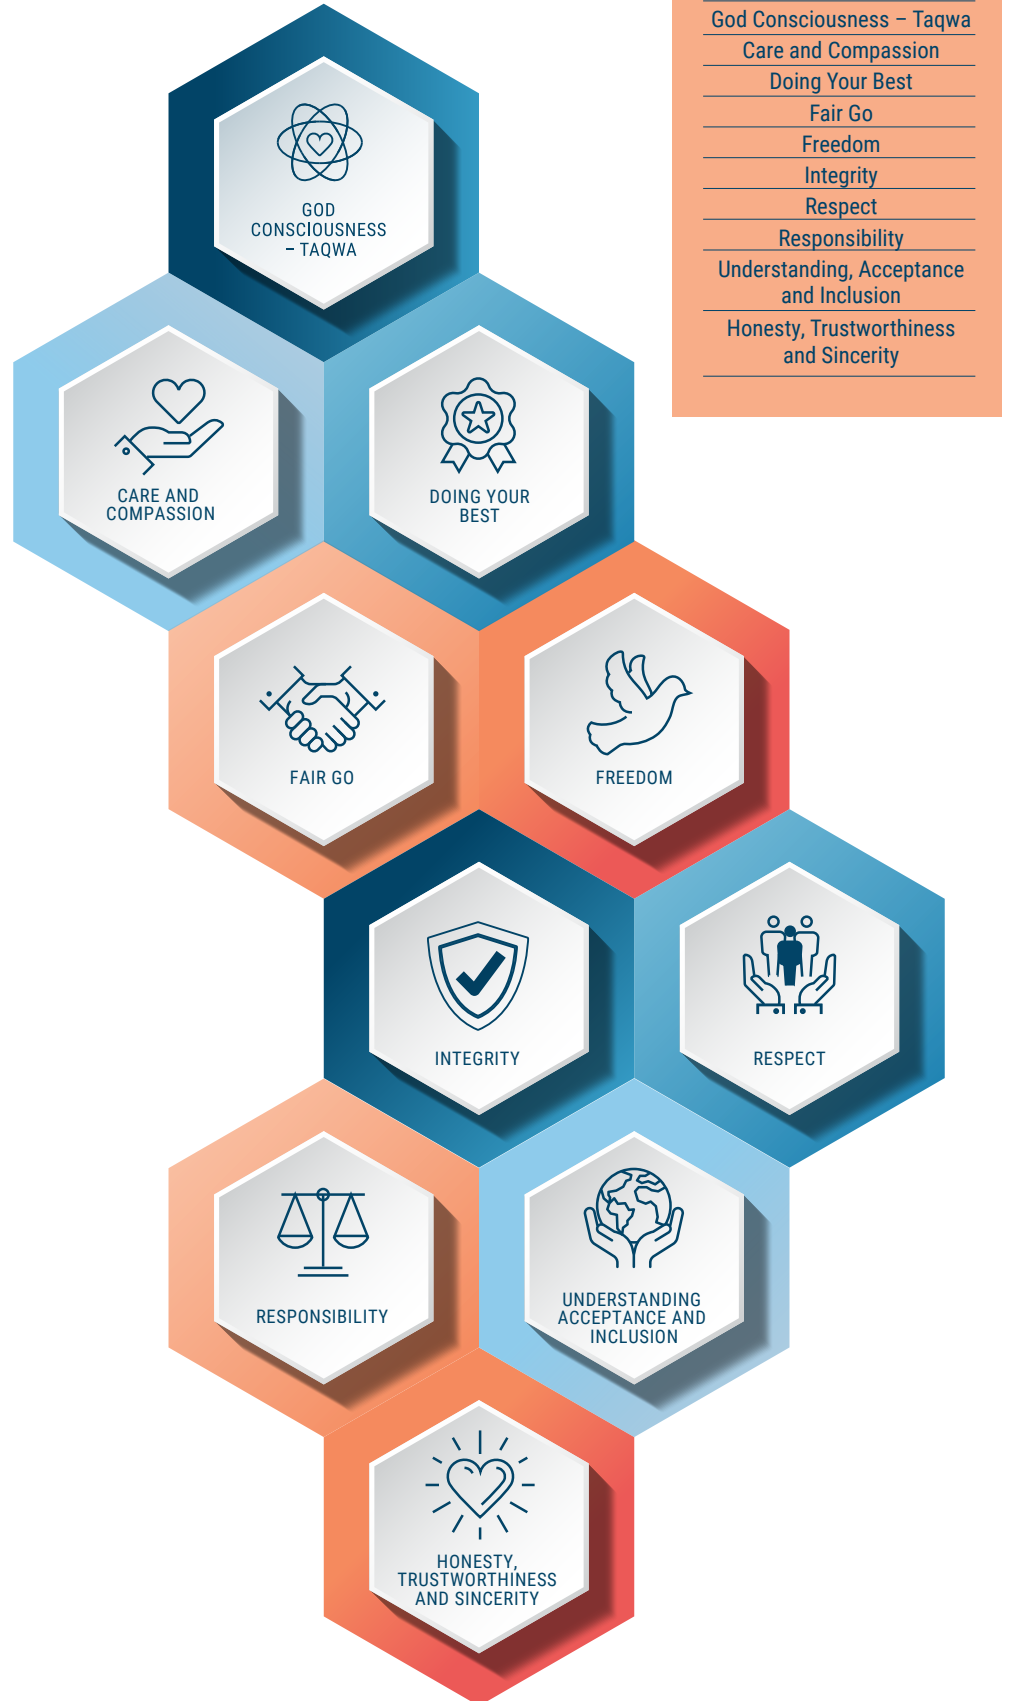 God Consciousness – Taqwa
Care and Compassion
Doing Your Best
Fair Go
Freedom
Integrity
Respect
Responsibility
Understanding, Acceptance
and Inclusion
Honesty, Trustworthiness
and Sincerity
GOD
CONSCIOUSNESS
– TAQWA
CARE AND
COMPASSION
DOING YOUR
BEST
FAIR GO
FREEDOM
INTEGRITY
RESPECT
RESPONSIBILITY
UNDERSTANDING
ACCEPTANCE AND
INCLUSION
HONESTY,
TRUSTWORTHINESS
AND SINCERITY